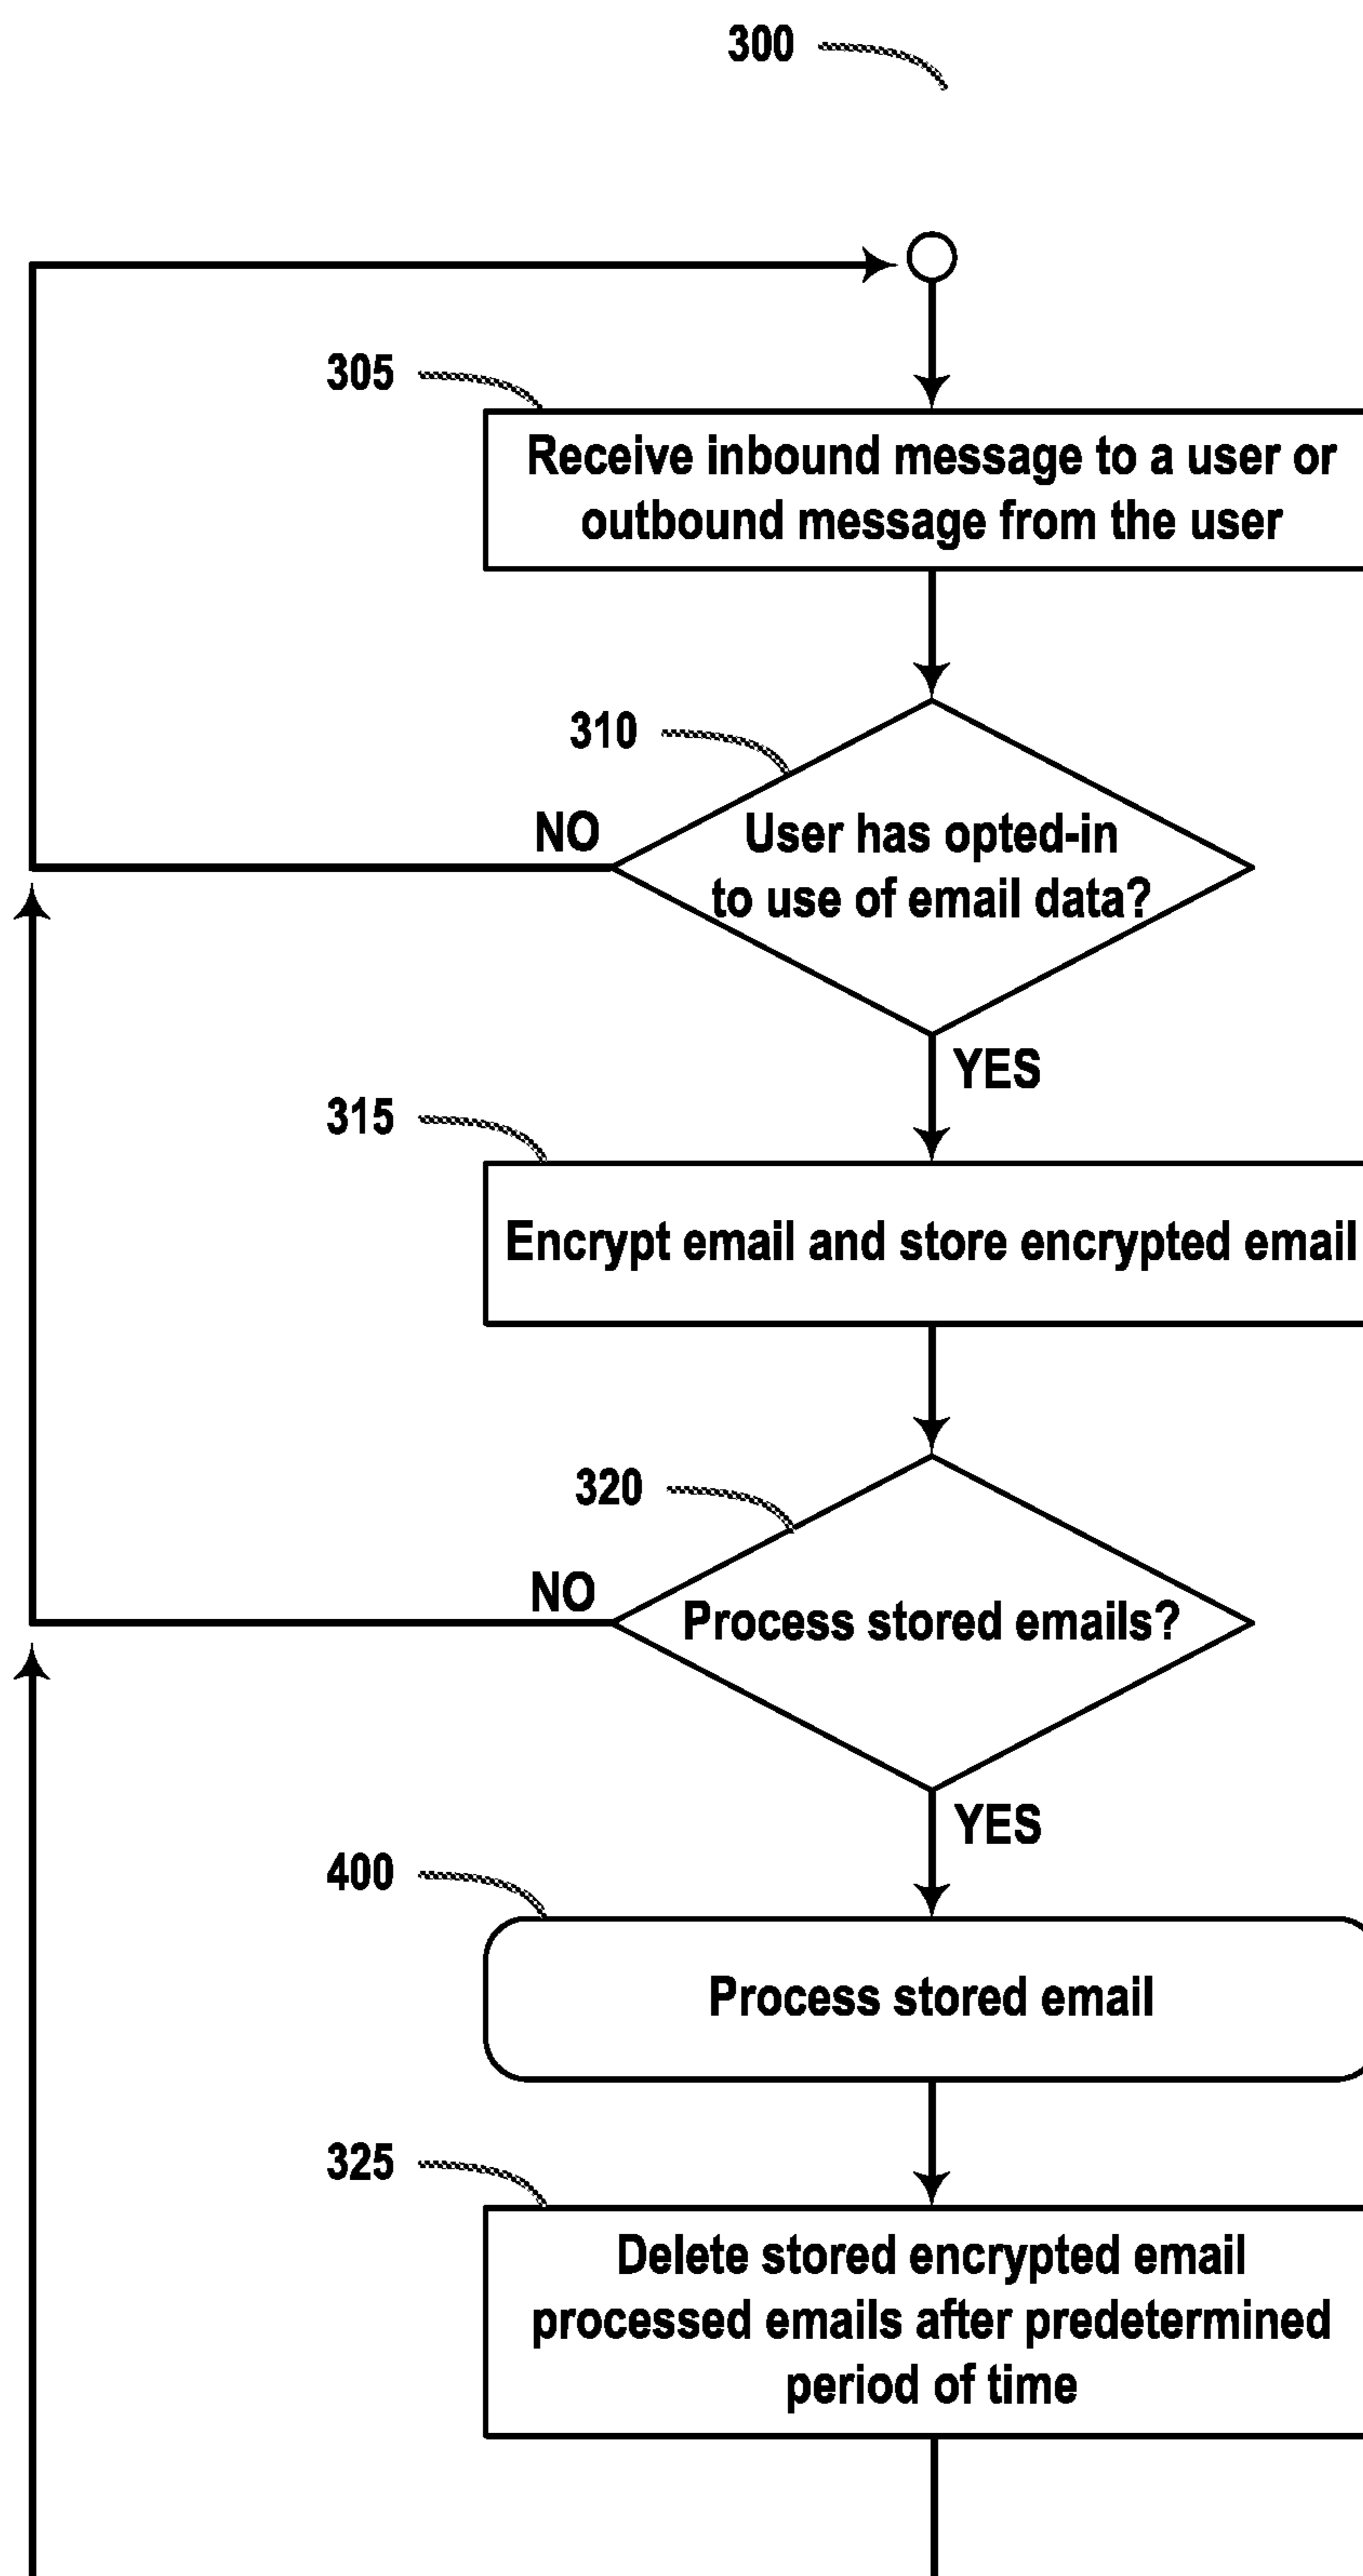 300
305
Receive inbound message to a user or
outbound message from the user
310
NO
User has opted-in
to use of email data?
YES
315
Encrypt email and store encrypted email
320
NO
Process stored emails?
YES
400
Process stored email
325
Delete stored encrypted email
processed emails after predetermined
period of time